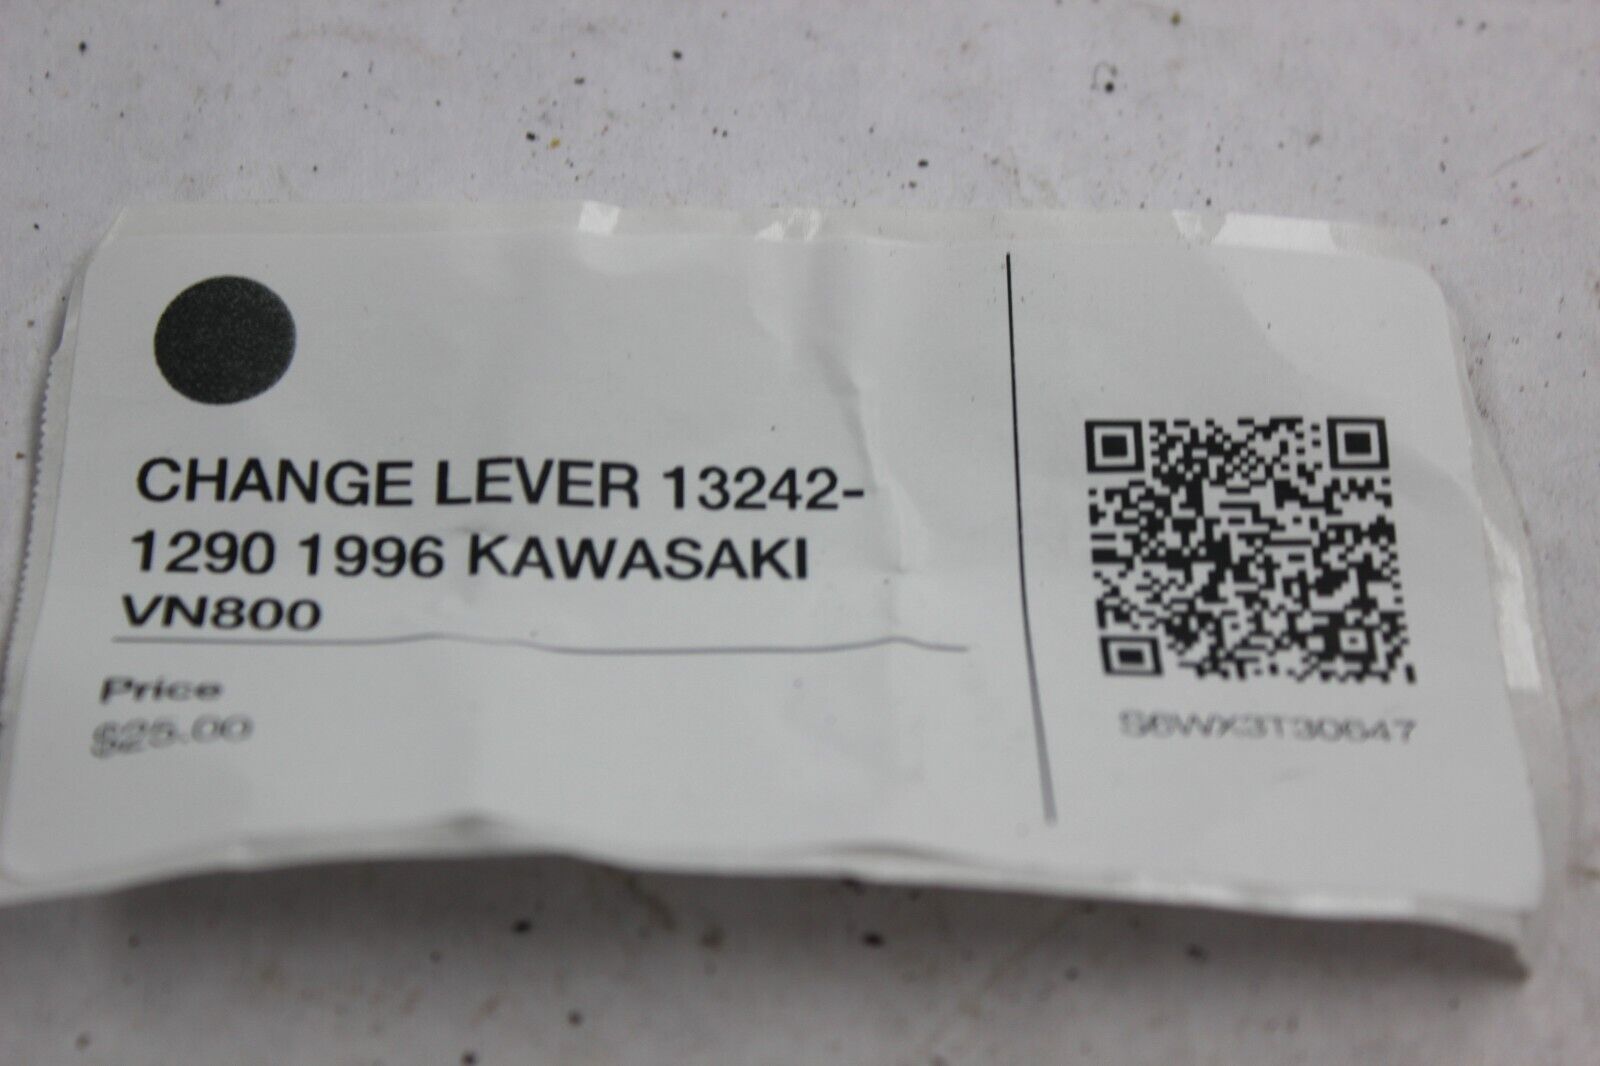 CHANGE LEVER 13242-
1290 1996 KAWASAKI
VN800
Price
$25.00
S6WX3T30647